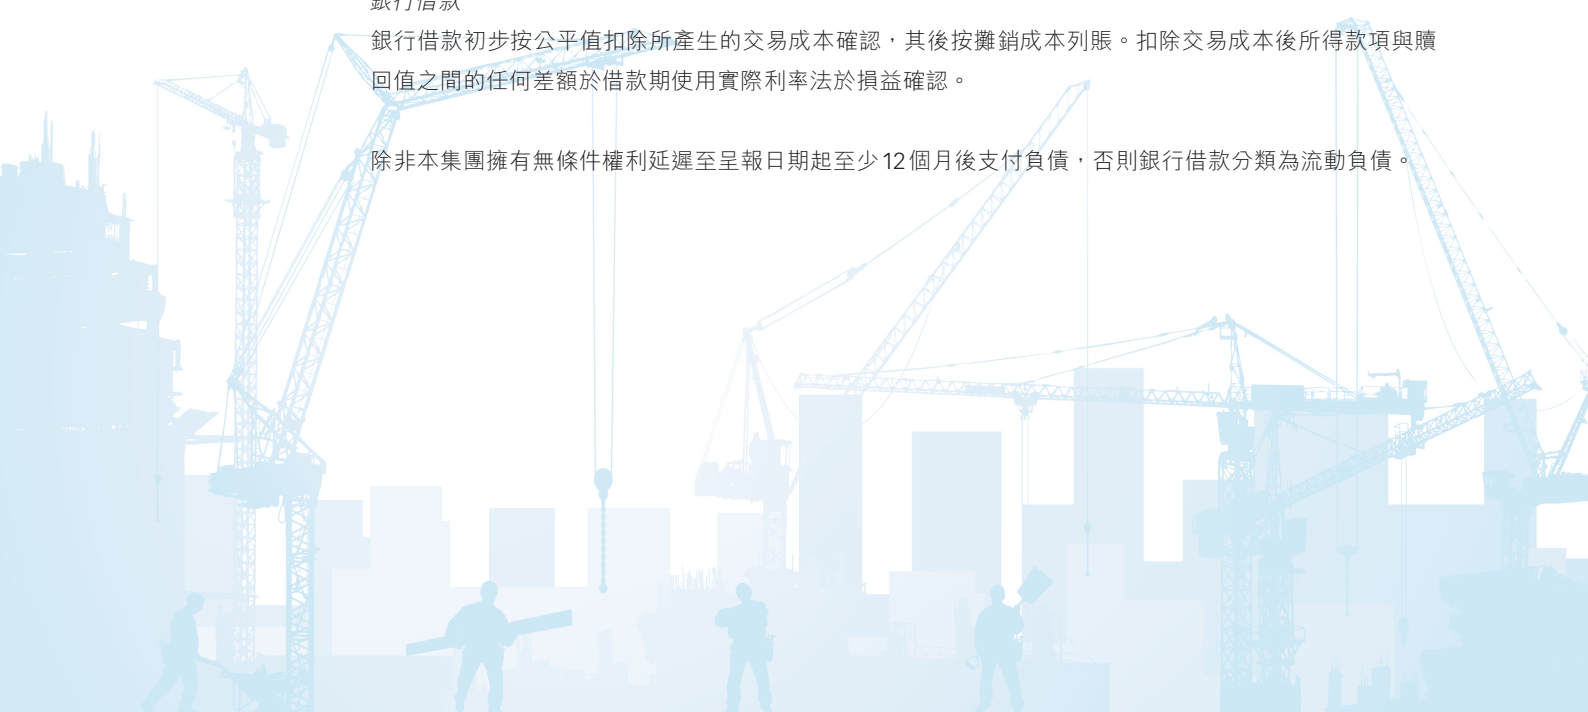 銀行借款
銀行借款初步按公平值扣除所產生的交易成本確認，其後按攤銷成本列賬。扣除交易成本後所得款項與贖
回值之間的任何差額於借款期使用實際利率法於損益確認。
除非本集團擁有無條件權利延遲至呈報日期起至少12個月後支付負債，否則銀行借款分類為流動負債。